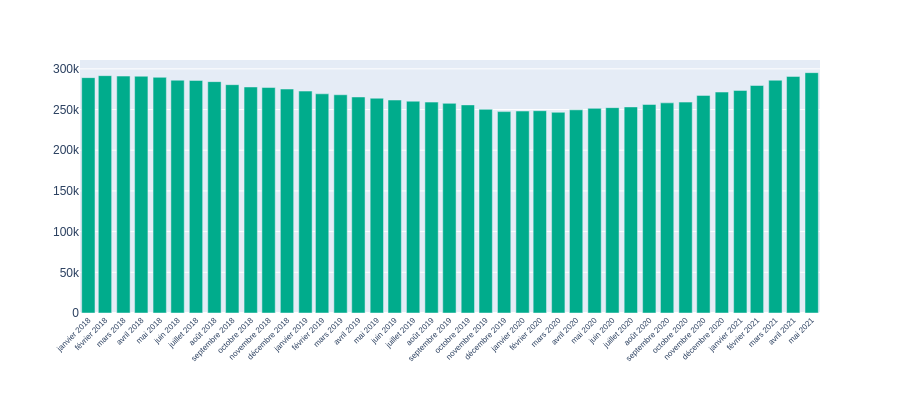 300k
250k
200k
150k
100k
50k
0
janvier 2018
février 2018
mars 2018
avril 2018
mai 2018
juin 2018
juillet 2018
août 2018
septembre 2018
octobre 2018
novembre 2018
décembre 2018
janvier 2019
février 2019
mars 2019
avril 2019
mai 2019
juin 2019
juillet 2019
août 2019
septembre 2019
octobre 2019
novembre 2019
décembre 2019
janvier 2020
février 2020
mars 2020
avril 2020
mai 2020
juin 2020
juillet 2020
août 2020
septembre 2020
octobre 2020
novembre 2020
décembre 2020
janvier 2021
février 2021
mars 2021
avril 2021
mai 2021